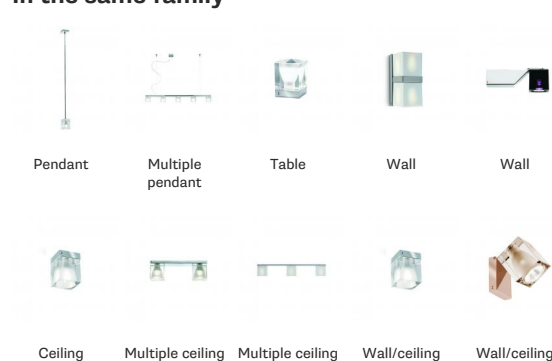 in the same family
Pendant
Multiple
pendant
Table
Wall
Wall
Ceiling
Multiple ceiling
Multiple ceiling
Wall/ceiling
Wall/ceiling